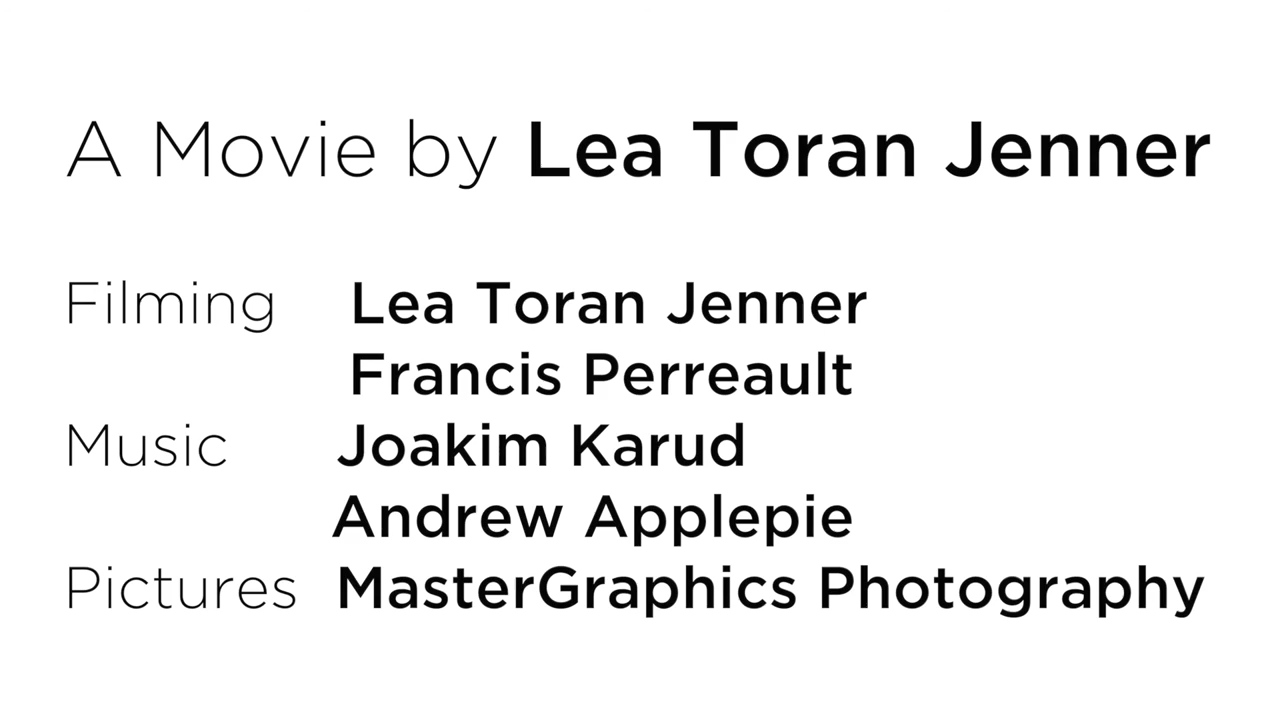 A Movie by Lea Toran Jenner
Filming Lea Toran Jenner
Francis Perreault
Music Joakim Karud
Andrew Applepie
Pictures MasterGraphics Photography